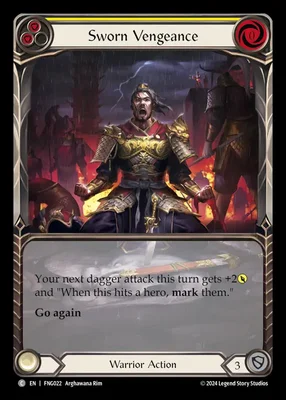 Sworn Vengeance
Your next dagger attack this turn gets +2
and "When this hits a hero, mark them."
Go again
Warrior Action
3
C EN | FNG022 Arghawana Rim
©2024 Legend Story Studios